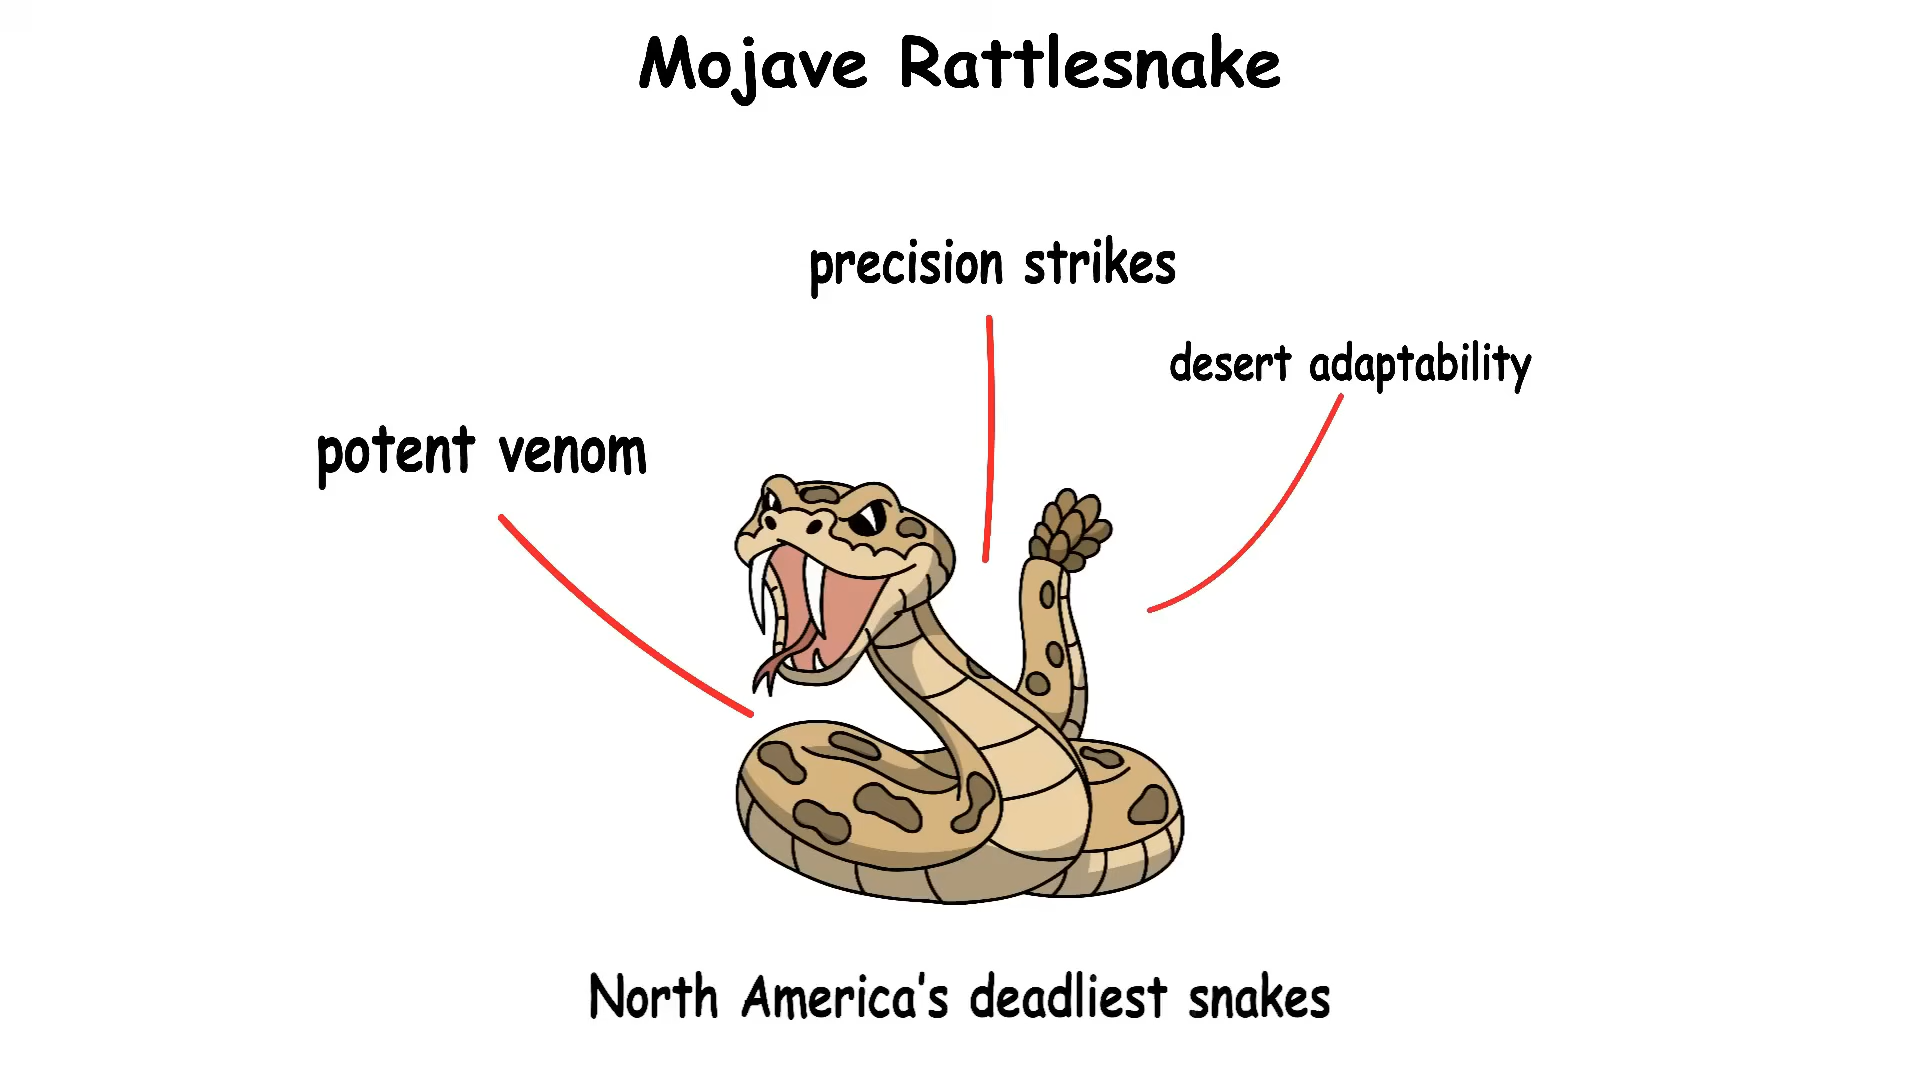 Mojave Rattlesnake
precision strikes
desert adaptability
potent venom
North America's deadliest snakes